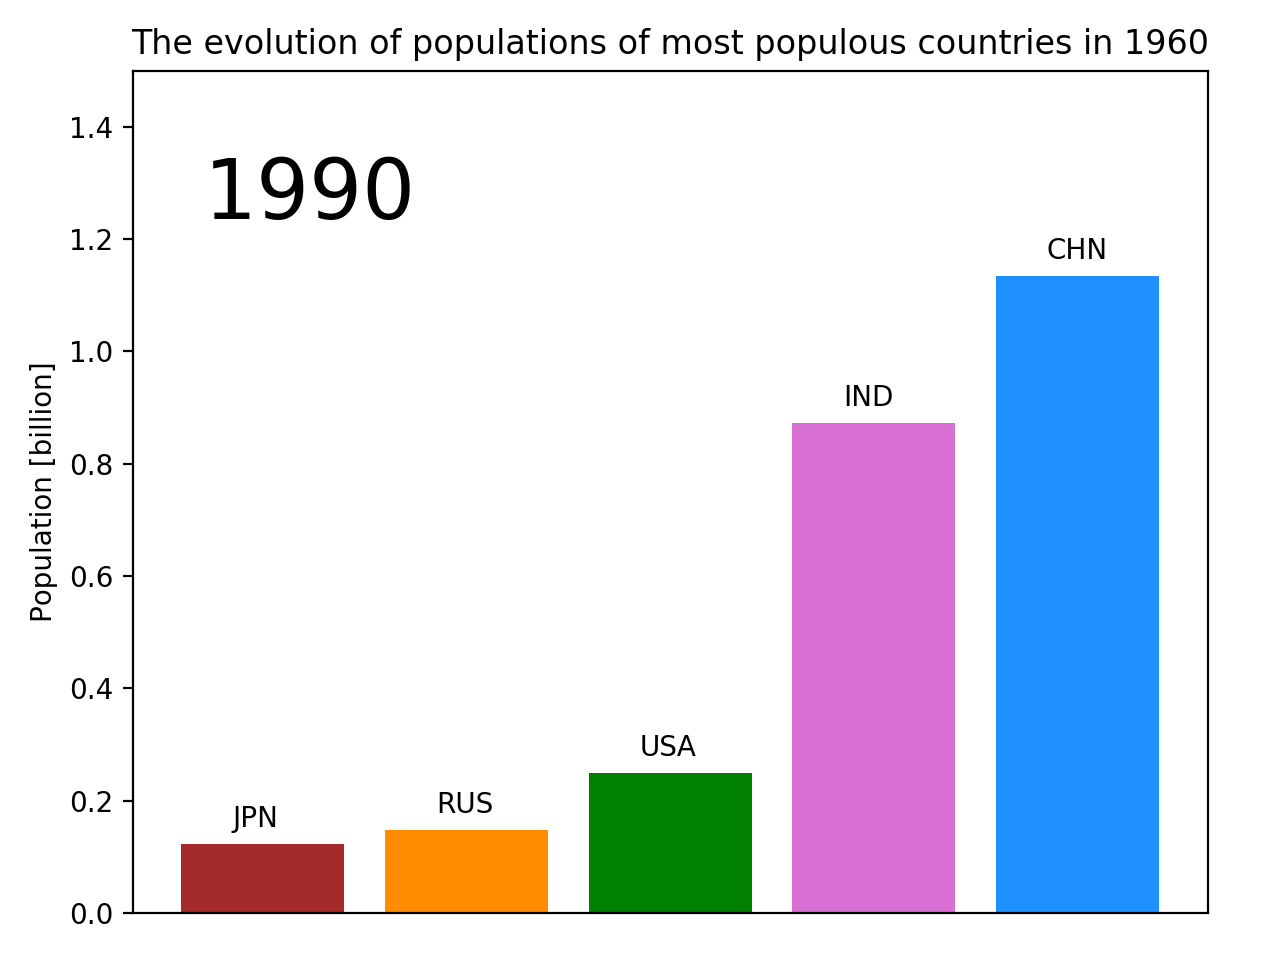 The evolution of populations of most populous countries in 1960
1990
Population [billion]
1.4
1.2
1.0
0.8
0.6
0.4
0.2
0.0
JPN
RUS
USA
IND
CHN